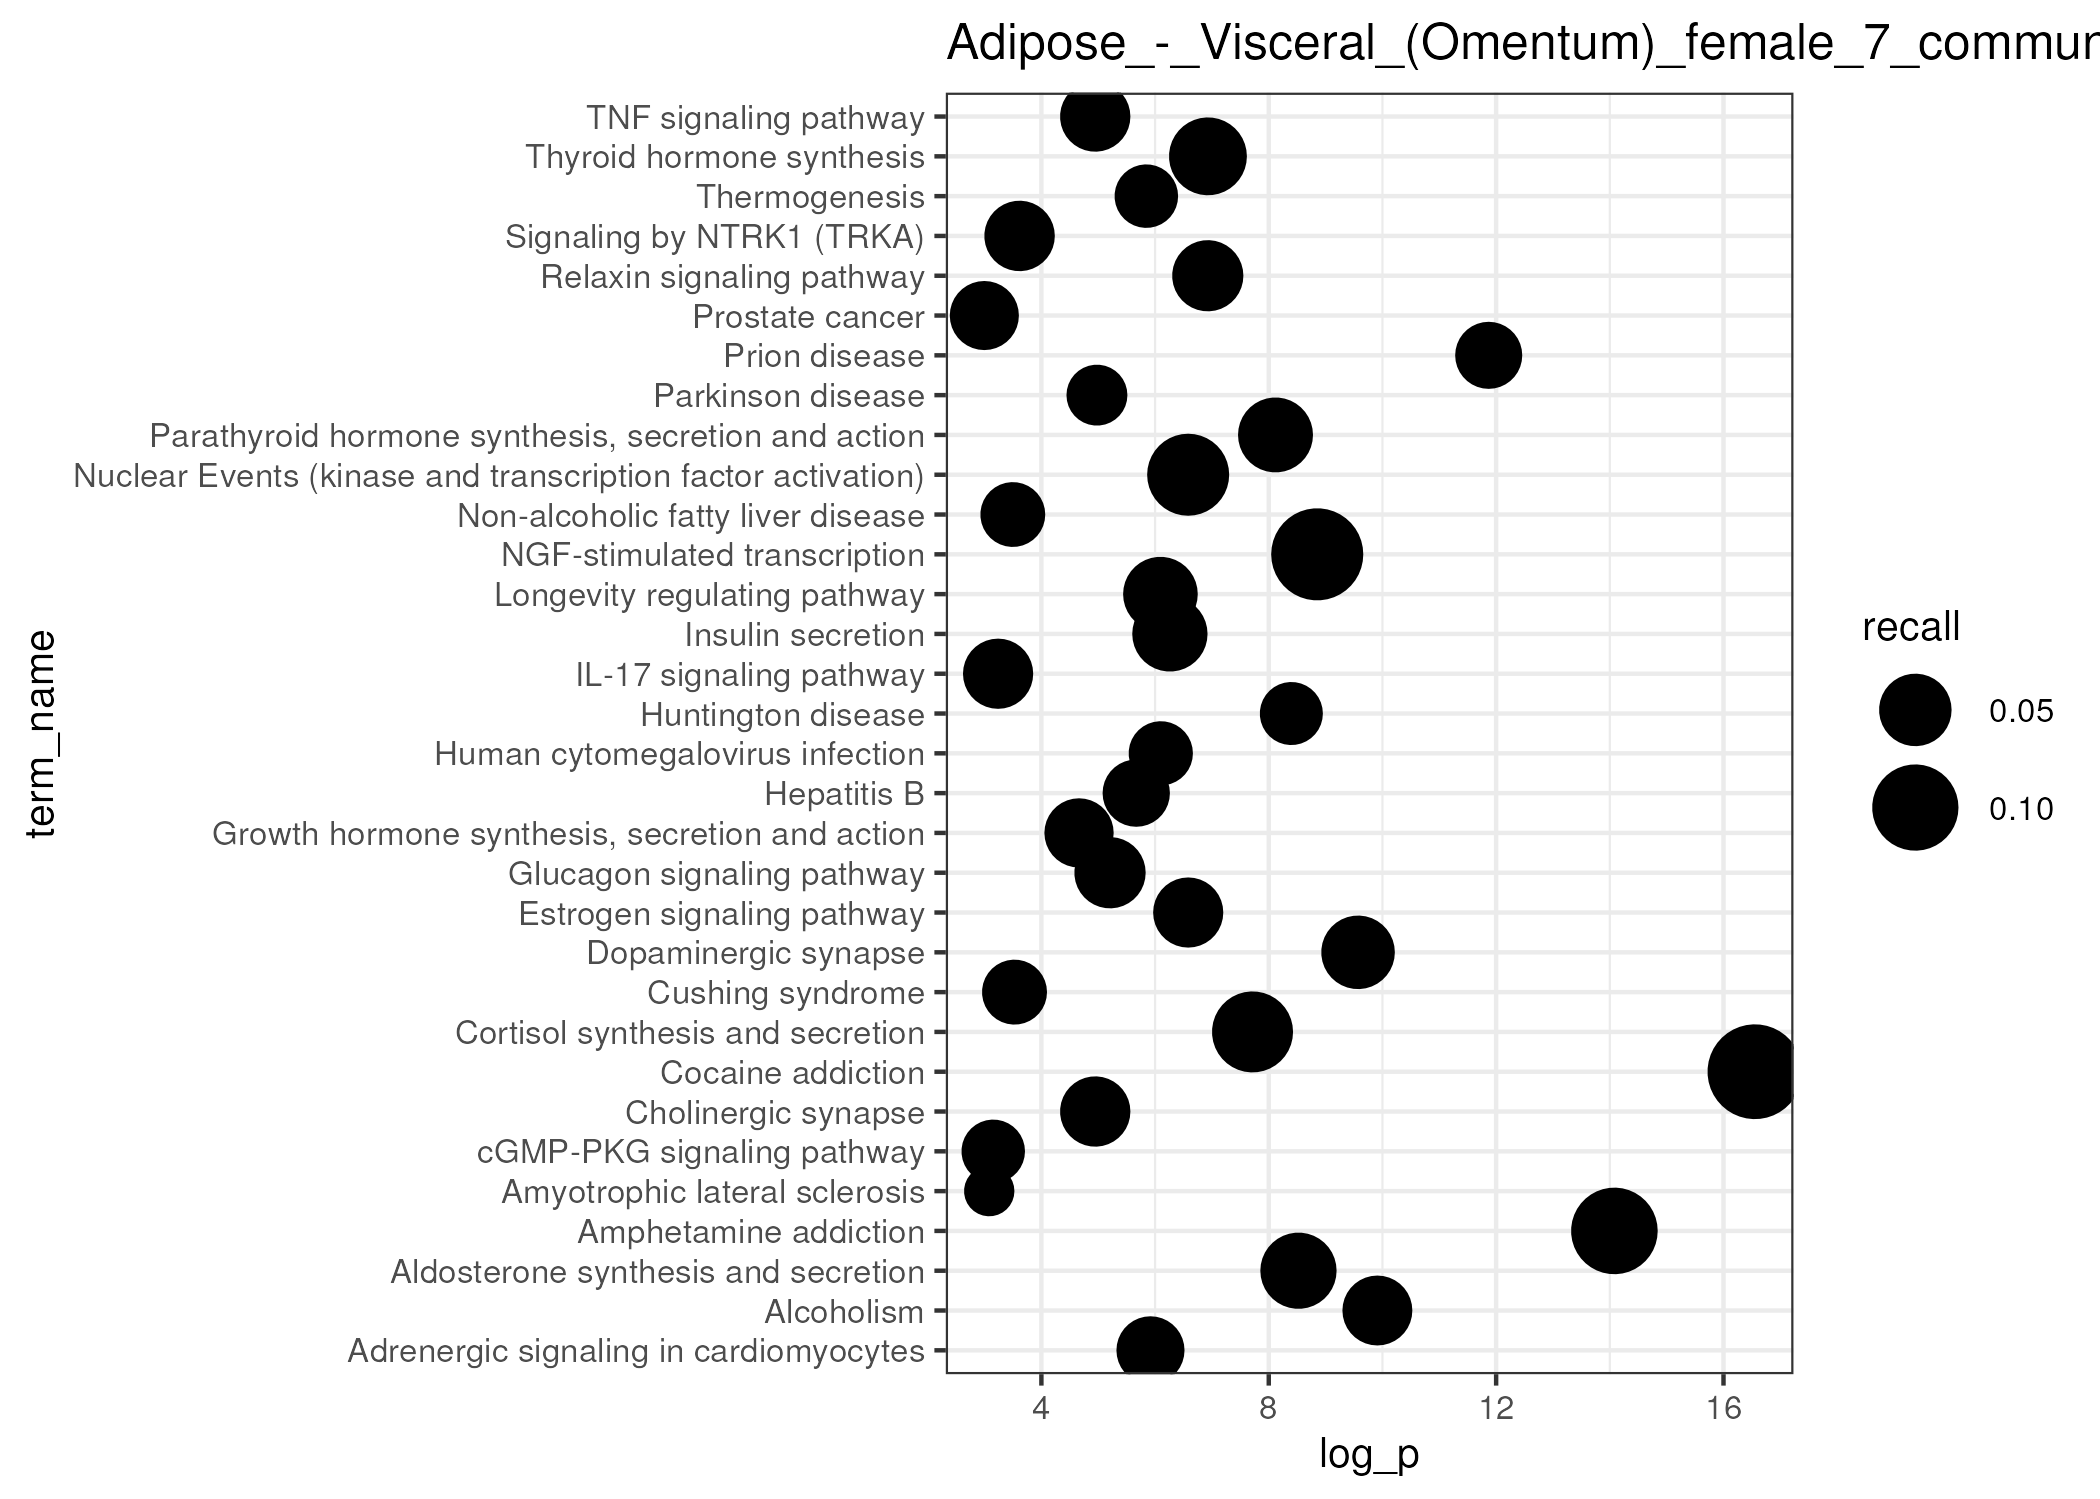 Adipose_-_Visceral_(Omentum)_female_7_commun
TNF signaling pathway
Thyroid hormone synthesis
Thermogenesis
Signaling by NTRK1 (TRKA)
Relaxin signaling pathway
Prostate cancer
Prion disease
Parkinson disease
Parathyroid hormone synthesis, secretion and action
Nuclear Events (kinase and transcription factor activation)
Non-alcoholic fatty liver disease
NGF-stimulated transcription
Longevity regulating pathway
Insulin secretion
IL-17 signaling pathway
Huntington disease
Human cytomegalovirus infection
Hepatitis B
Growth hormone synthesis, secretion and action
Glucagon signaling pathway
Estrogen signaling pathway
Dopaminergic synapse
Cushing syndrome
Cortisol synthesis and secretion
Cocaine addiction
Cholinergic synapse
cGMP-PKG signaling pathway
Amyotrophic lateral sclerosis
Amphetamine addiction
Aldosterone synthesis and secretion
Alcoholism
Adrenergic signaling in cardiomyocytes
term_name
4 8 12 16
log_p
recall
0.05
0.10